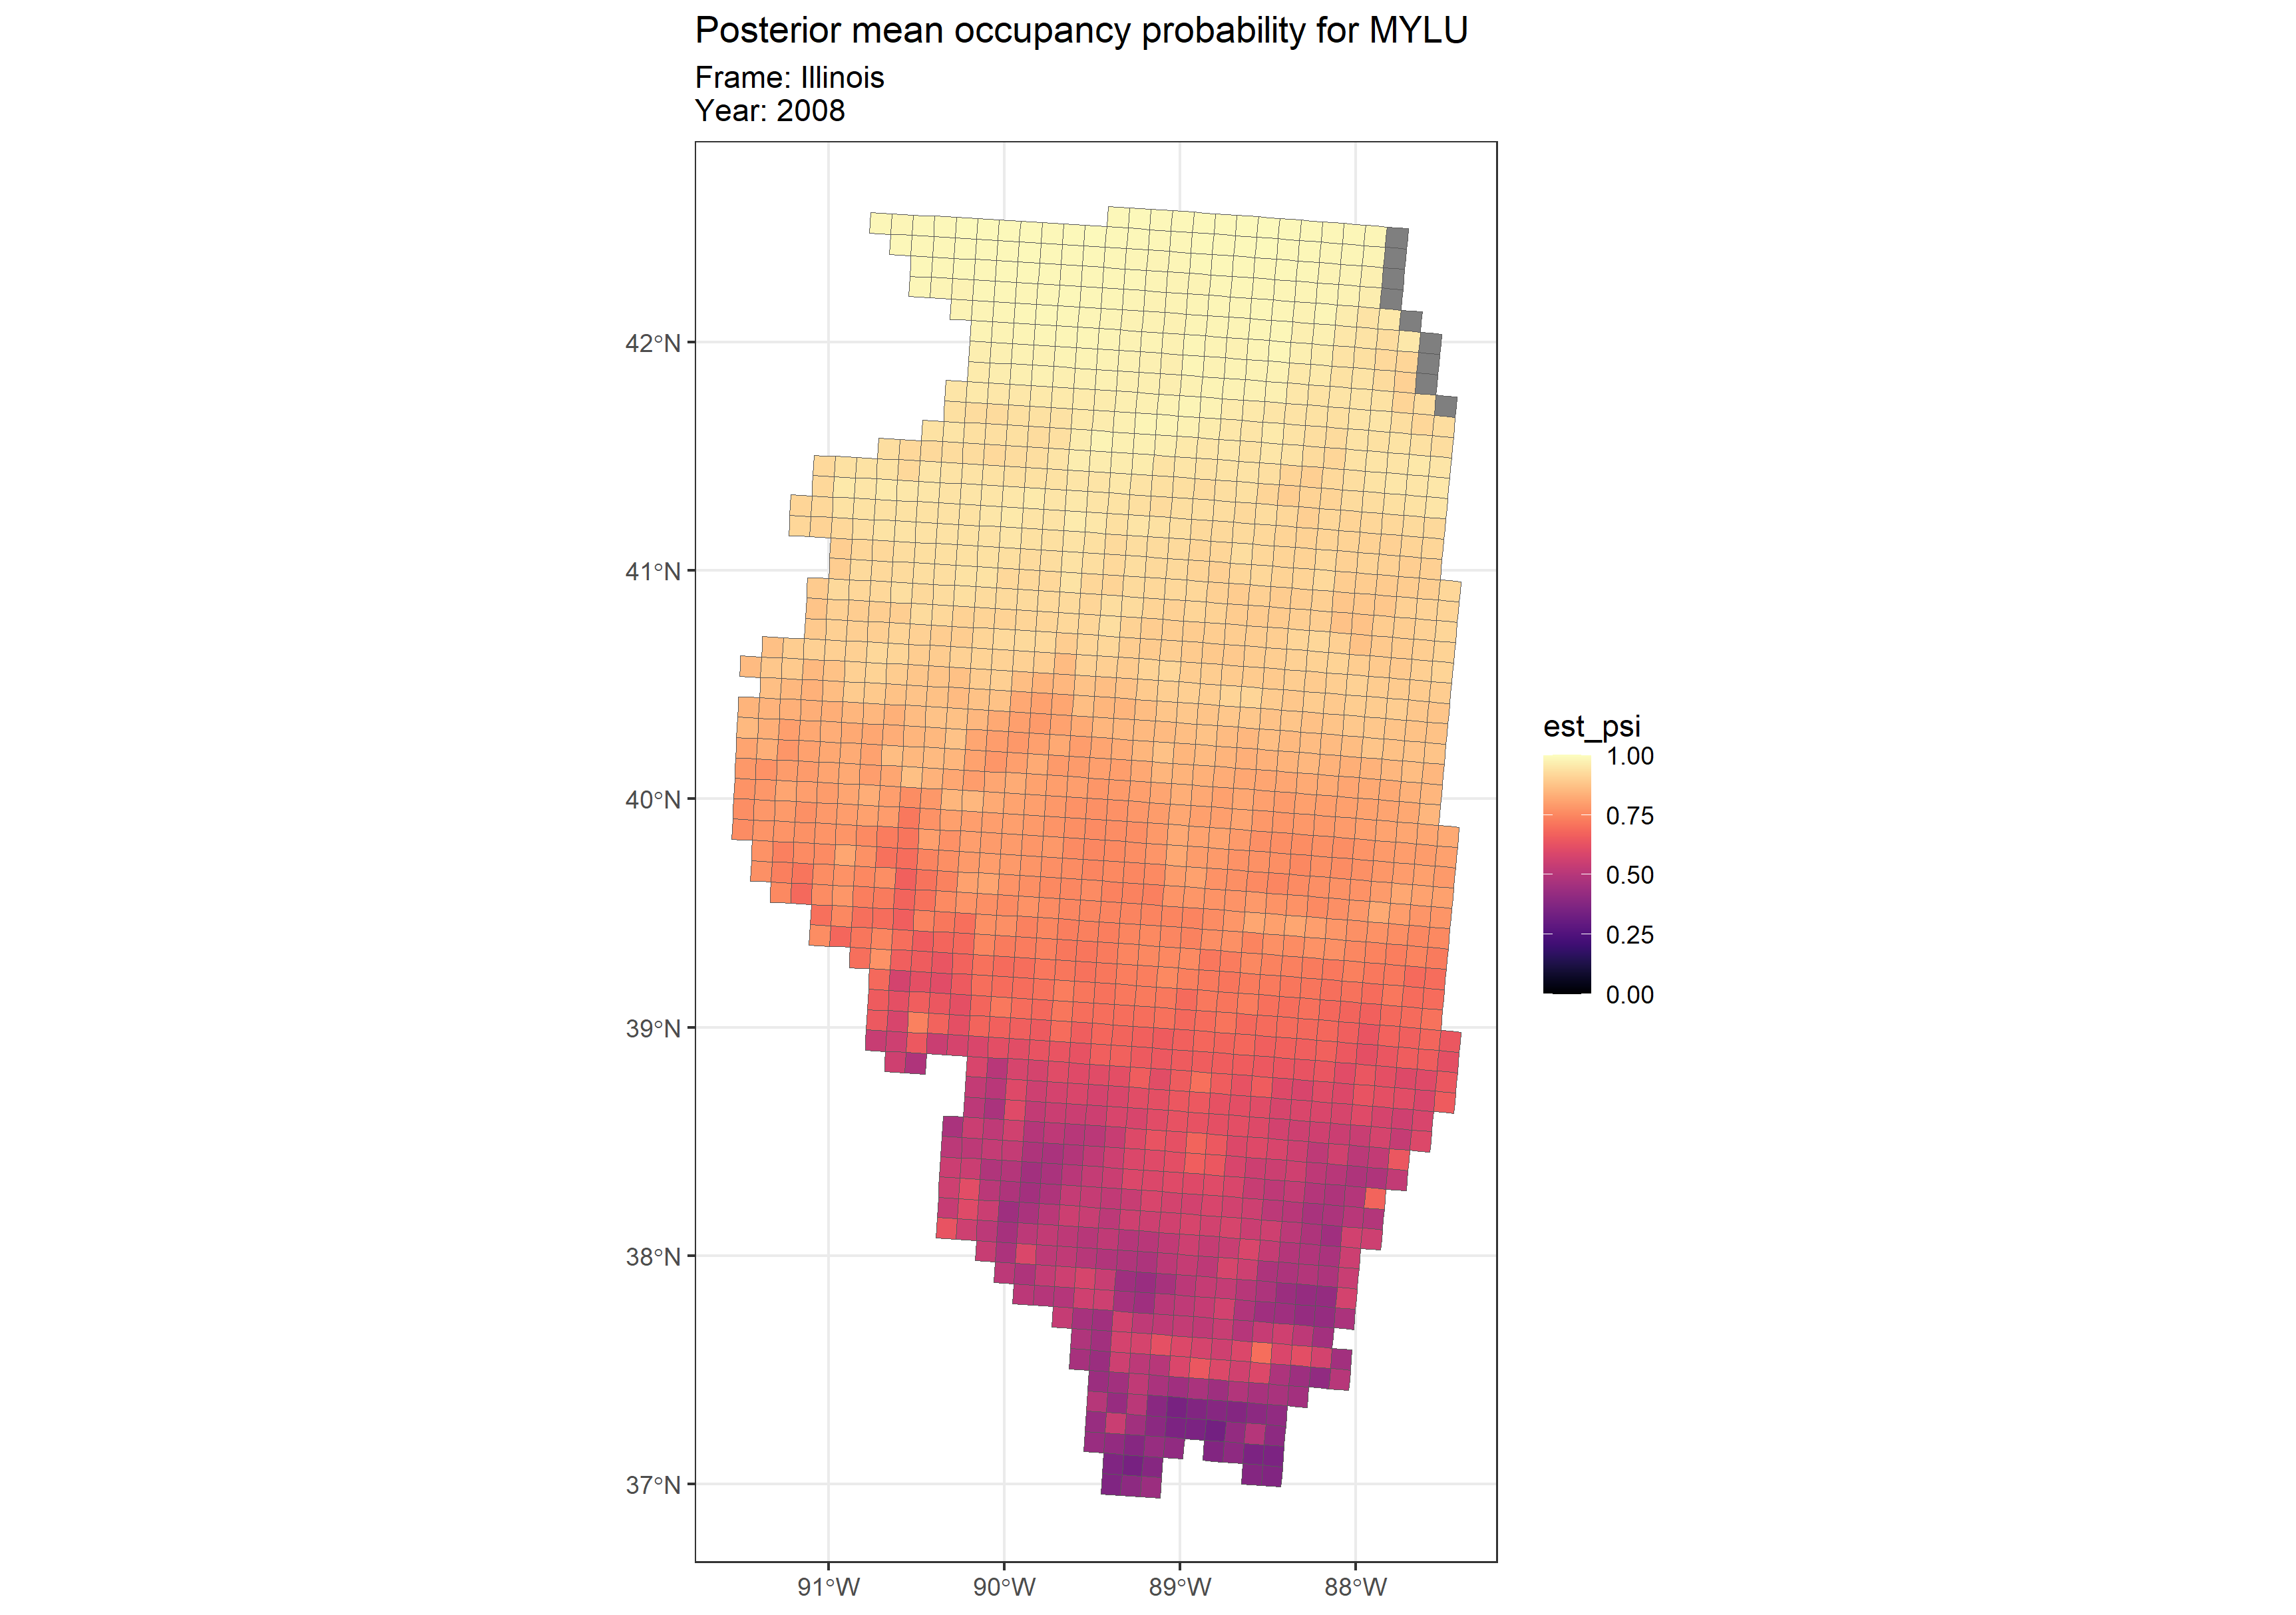 Posterior mean occupancy probability for MYLU
Frame: Illinois
Year: 2008
42°N
41°N
40°N
39°N
38°N
37°N
91°W
90°W
89°W
88°W
est_psi
1.00
0.75
0.50
0.25
0.00